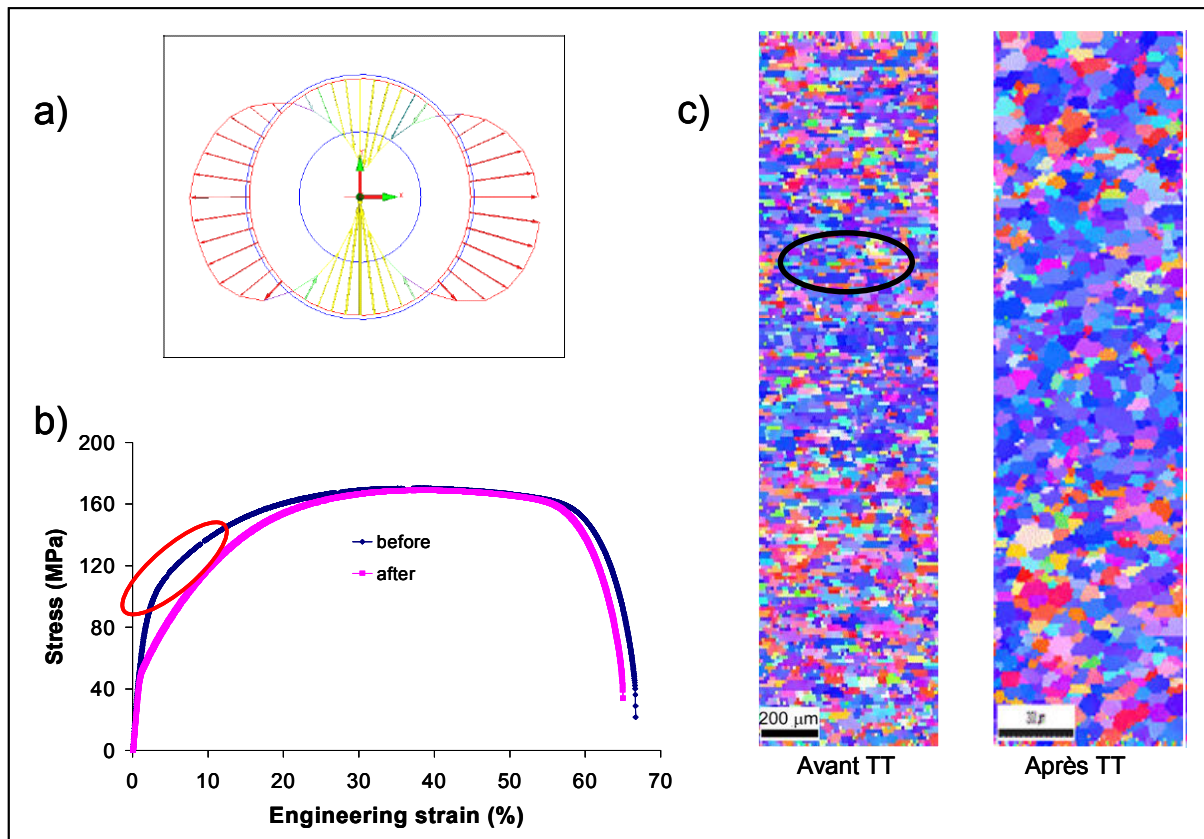 a)
b)
200
160
120
80
40
0
Stress (MPa)
before
after
0 10 20 30 40 50 60 70
Engineering strain (%)
c)
200 µm
Avant TT
Après TT